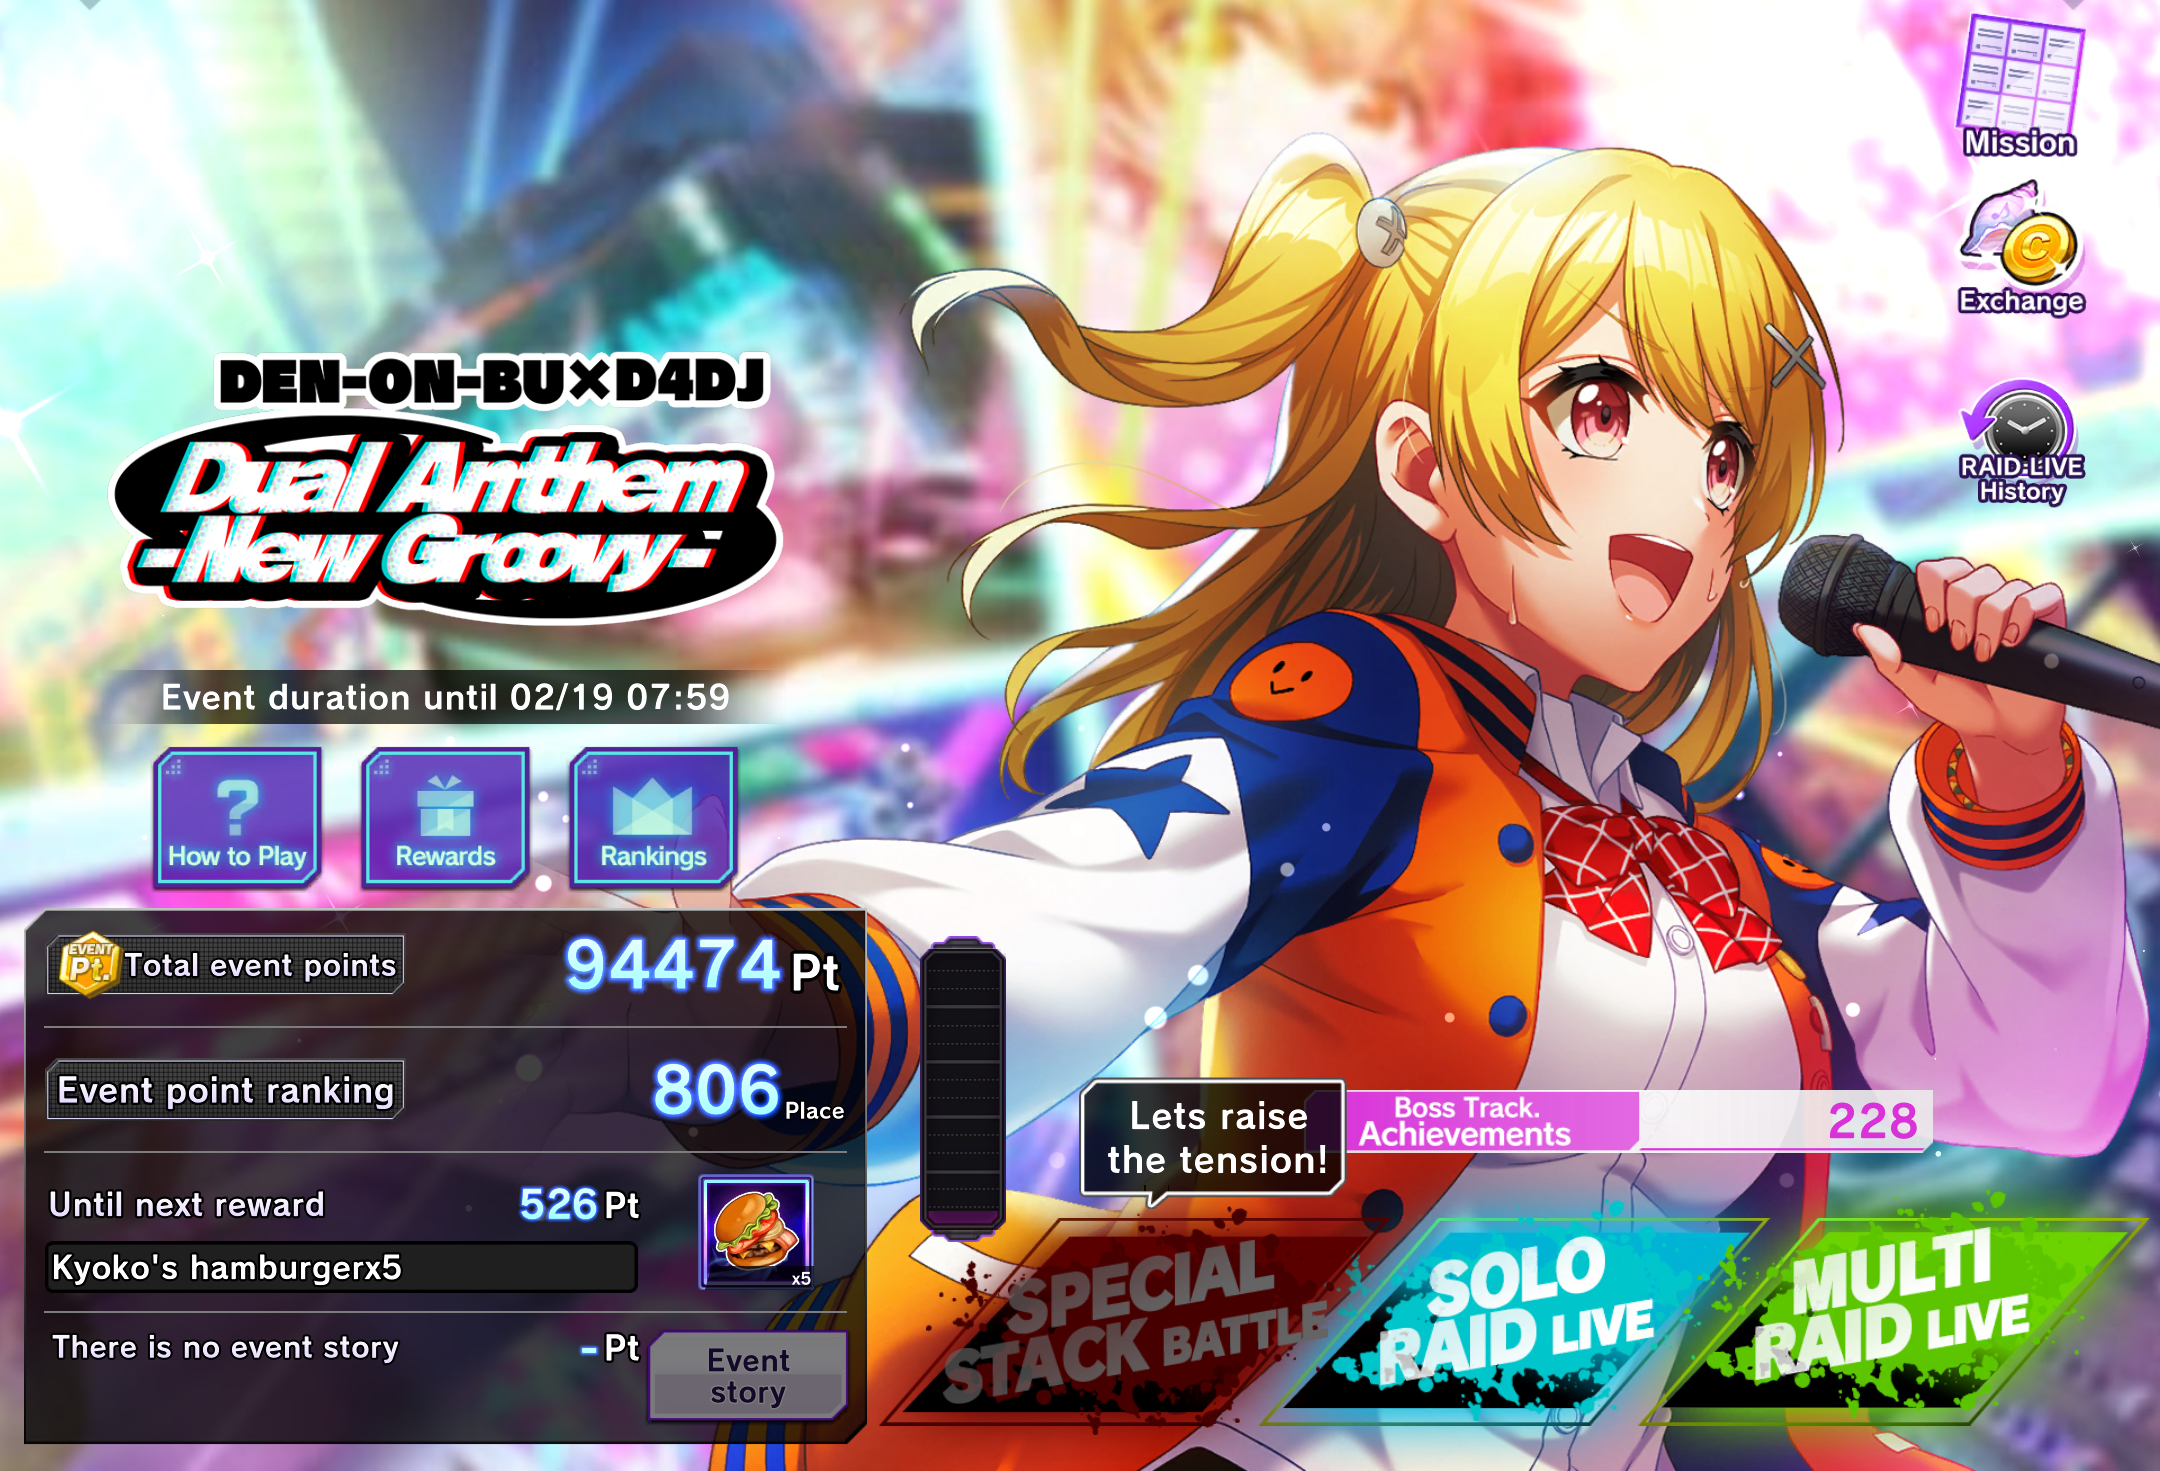 Mission
Exchange
RAID:LIVE
History
DEN-ON-BU×D4DJ
Dual Anthem
-New Groovy-
Event duration until 02/19 07:59
How to Play
Rewards
Rankings
EVENT
Pt.
Total event points
94474 Pt
Event point ranking
806 Place
Until next reward
526 Pt
Kyoko's hamburgerx5
x5
There is no event story
- Pt
Event
story
Lets raise
the tension!
Boss Track.
Achievements
228
SPECIAL
STACK BATTLE
SOLO
RAID LIVE
MULTI
RAID LIVE